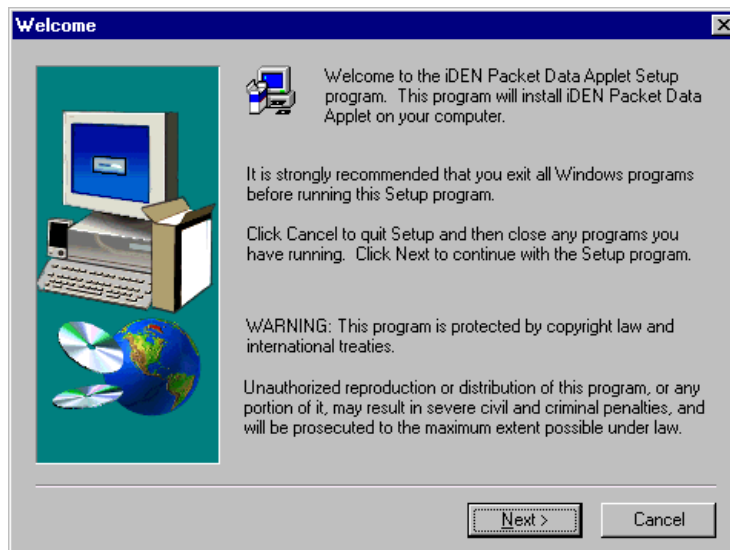 Welcome
Welcome to the iDEN Packet Data Applet Setup
program. This program will install iDEN Packet Data
Applet on your computer.
It is strongly recommended that you exit all Windows programs
before running this Setup program.
Click Cancel to quit Setup and then close any programs you
have running. Click Next to continue with the Setup program.
WARNING: This program is protected by copyright law and
international treaties.
Unauthorized reproduction or distribution of this program, or any
portion of it, may result in severe civil and criminal penalties, and
will be prosecuted to the maximum extent possible under law.
Next >
Cancel